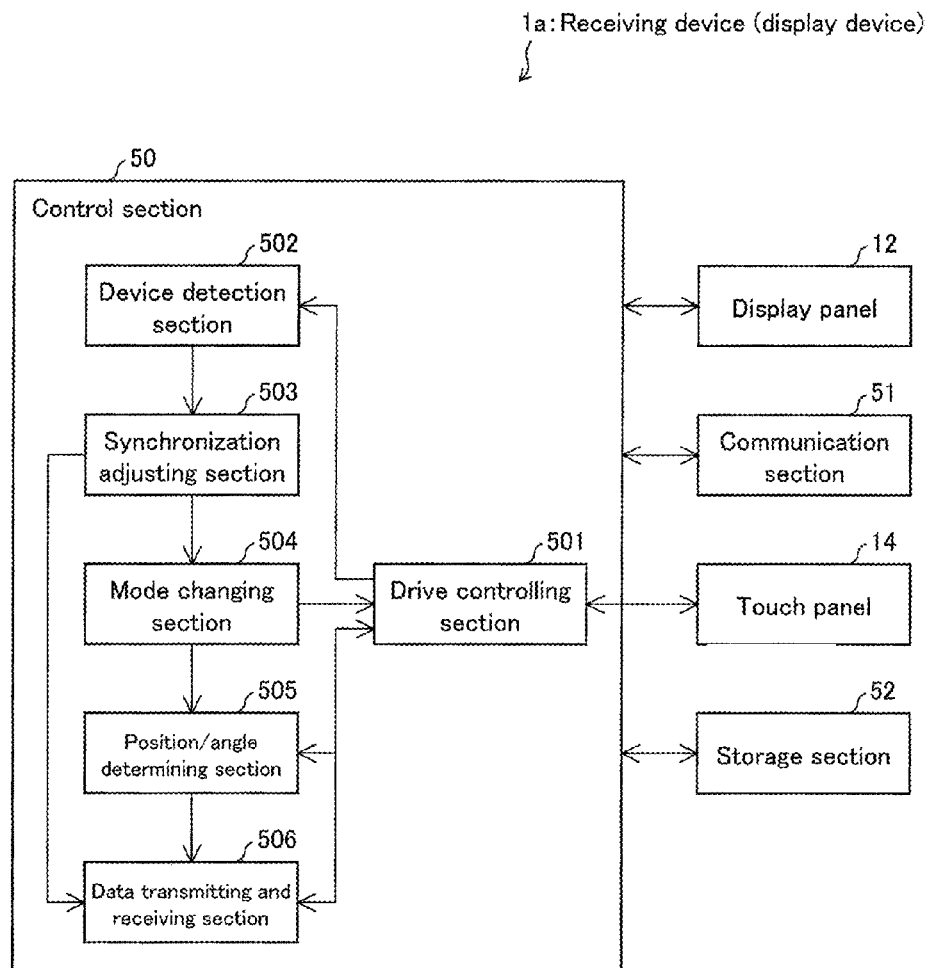 1a:Receiving device (display device)
50
Control section
502
Device detection
section
503
Synchronization
adjusting section
504
Mode changing
section
505
Position/angle
determining section
506
Data transmitting and
receiving section
501
Drive controlling
section
12
Display panel
51
Communication
section
14
Touch panel
52
Storage section